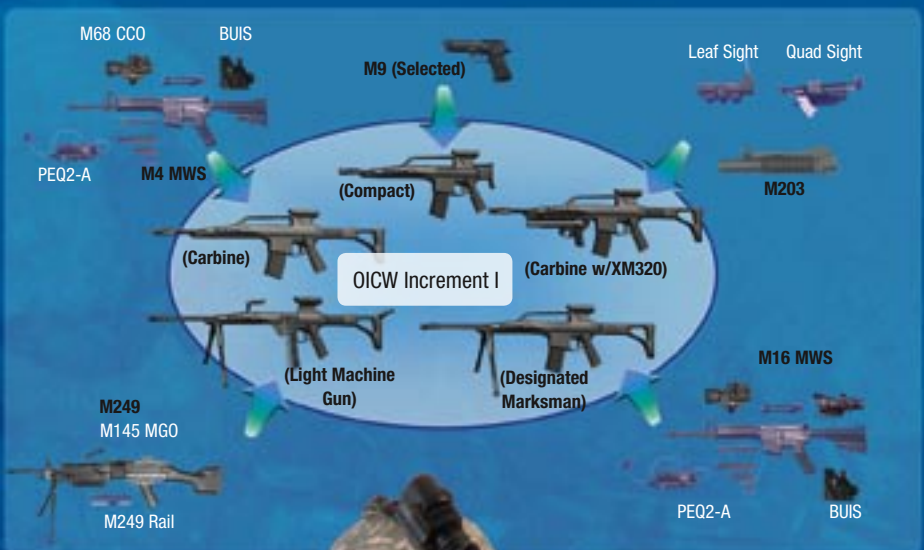 M68 CCO
BUIS
M9 (Selected)
Leaf Sight
Quad Sight
PEQ2-A
M4 MWS
(Compact)
M203
(Carbine)
(Carbine w/XM320)
OICW Increment I
(Light Machine
Gun)
(Designated
Marksman)
M16 MWS
M249
M145 MGO
M249 Rail
PEQ2-A
BUIS